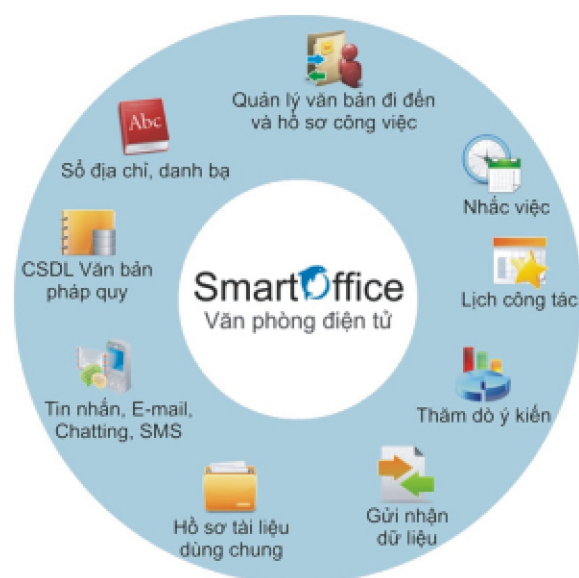 Quản lý văn bản đi đến
và hồ sơ công việc
Nhắc việc
Lịch công tác
Thăm dò ý kiến
Gửi nhận
dữ liệu
Hồ sơ tài liệu
dùng chung
Tin nhắn, E-mail,
Chatting, SMS
CSDL Văn bản
pháp quy
Abc
Sổ địa chỉ, danh bạ
SmartOffice
Văn phòng điện tử